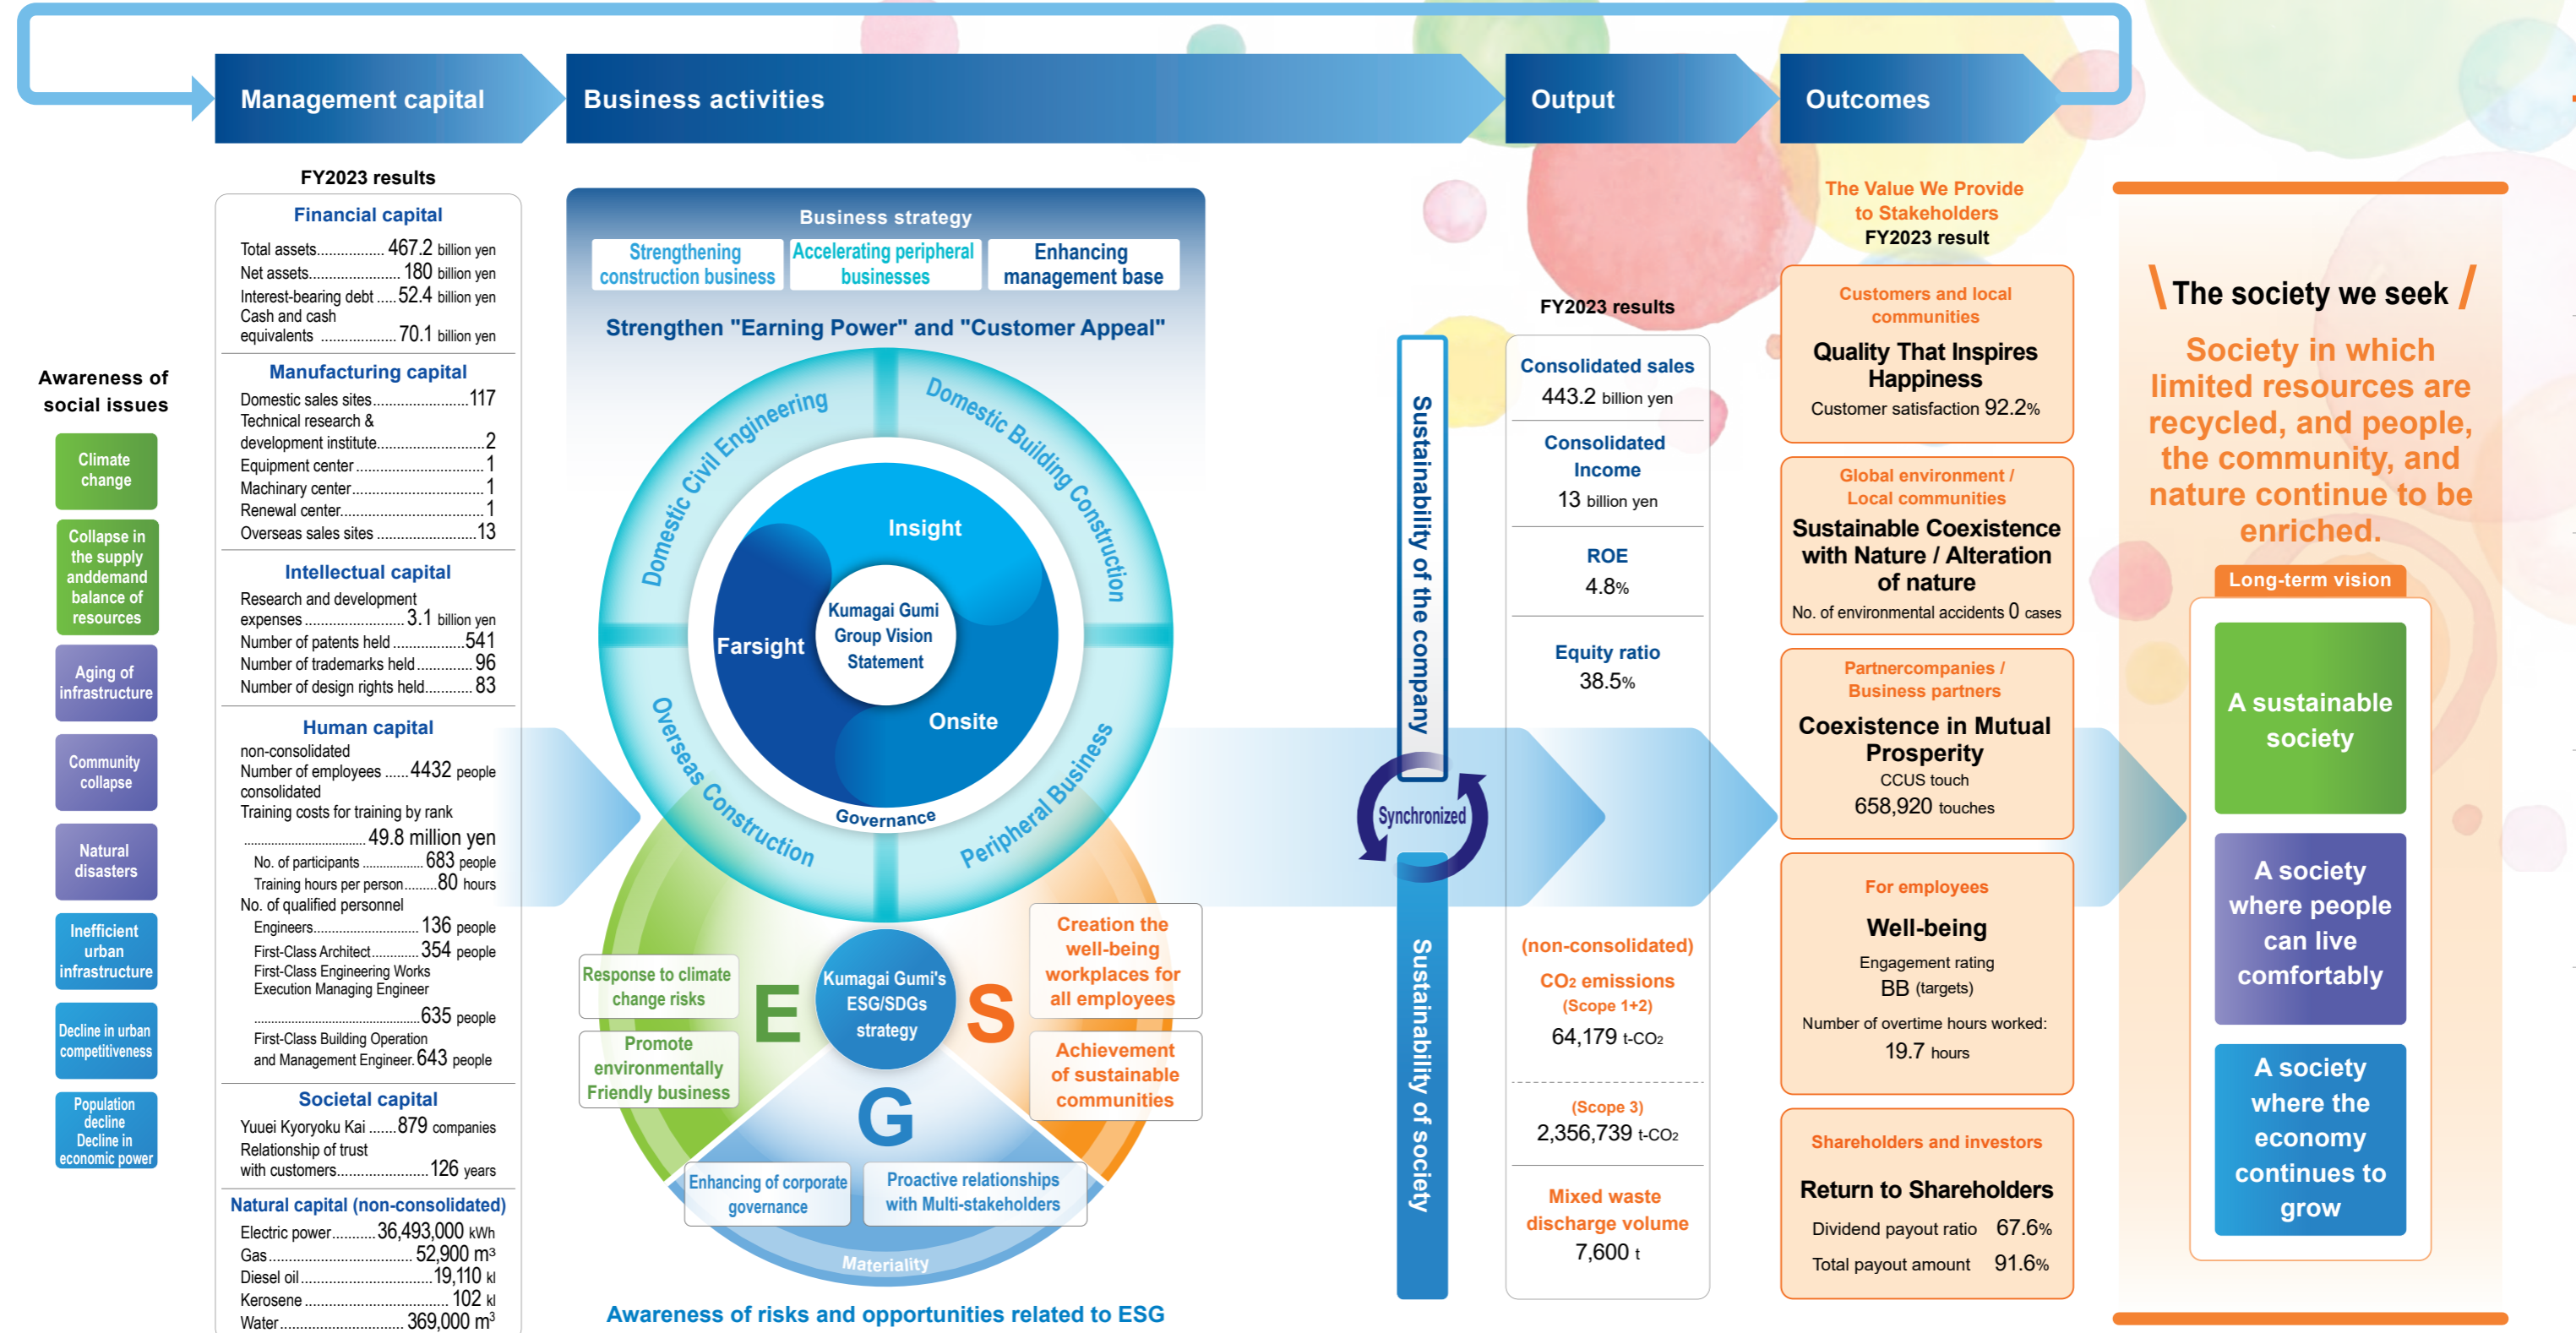 Management capital
Business activities
Output
Outcomes
Awareness of
social issues
Climate
change
Collapse in
the supply
anddemand
balance of
resources
Aging of
infrastructure
Community
collapse
Natural
disasters
Inefficient
urban
infrastructure
Decline in urban
competitiveness
Population
decline
Decline in
economic power
FY2023 results
Financial capital
Total assets................. 467.2 billion yen
Net assets....................... 180 billion yen
Interest-bearing debt ..... 52.4 billion yen
Cash and cash
equivalents ................... 70.1 billion yen
Manufacturing capital
Domestic sales sites........................117
Technical research &
development institute...........................2
Equipment center ................................1
Machinary center.................................1
Renewal center....................................1
Overseas sales sites .........................13
Intellectual capital
Research and development
expenses ......................... 3.1 billion yen
Number of patents held ..................541
Number of trademarks held.............. 96
Number of design rights held............ 83
Human capital
non-consolidated
Number of employees ......4432 people
consolidated
Training costs for training by rank
............................... 49.8 million yen
No. of participants ..................683 people
Training hours per person.........80 hours
No. of qualified personnel
Engineers........................... 136 people
First-Class Architect............ 354 people
First-Class Engineering Works
Execution Managing Engineer
...........................................635 people
First-Class Building Operation
and Management Engineer. 643 people
Societal capital
Yuuei Kyoryoku Kai .......879 companies
Relationship of trust
with customers.......................126 years
Natural capital (non-consolidated)
Electric power...........36,493,000 kWh
Gas.................................... 52,900 m³
Diesel oil..................................19,110 kl
Kerosene .................................... 102 kl
Water............................... 369,000 m³
Business strategy
Strengthening
construction business
Accelerating peripheral
businesses
Enhancing
management base
Strengthen "Earning Power" and "Customer Appeal"
Domestic Civil Engineering
Domestic Building Construction
Overseas Construction
Peripheral Business
Insight
Farsight
Onsite
Kumagai Gumi
Group Vision
Statement
Governance
E
S
G
Kumagai Gumi's
ESG/SDGs
strategy
Response to climate
change risks
Promote
environmentally
Friendly business
Creation the
well-being
workplaces for
all employees
Achievement
of sustainable
communities
Enhancing of corporate
governance
Proactive relationships
with Multi-stakeholders
Materiality
Awareness of risks and opportunities related to ESG
Sustainability of the company
Synchronized
Sustainability of society
FY2023 results
Consolidated sales
443.2 billion yen
Consolidated
Income
13 billion yen
ROE
4.8%
Equity ratio
38.5%
(non-consolidated)
CO2 emissions
(Scope 1+2)
64,179 t-CO2
(Scope 3)
2,356,739 t-CO2
Mixed waste
discharge volume
7,600 t
The Value We Provide
to Stakeholders
FY2023 result
Customers and local
communities
Quality That Inspires
Happiness
Customer satisfaction 92.2%
Global environment /
Local communities
Sustainable Coexistence
with Nature / Alteration
of nature
No. of environmental accidents 0 cases
Partnercompanies /
Business partners
Coexistence in Mutual
Prosperity
CCUS touch
658,920 touches
For employees
Well-being
Engagement rating
BB (targets)
Number of overtime hours worked:
19.7 hours
Shareholders and investors
Return to Shareholders
Dividend payout ratio 67.6%
Total payout amount 91.6%
\ The society we seek /
Society in which
limited resources are
recycled, and people,
the community, and
nature continue to be
enriched.
Long-term vision
A sustainable
society
A society
where people
can live
comfortably
A society
where the
economy
continues to
grow